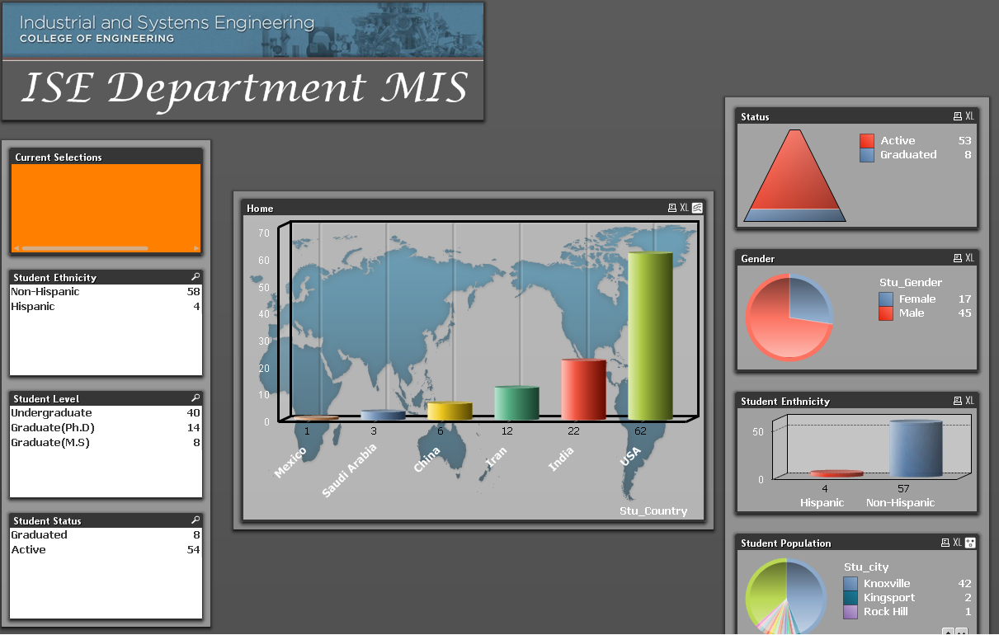 Industrial and Systems Engineering
COLLEGE OF ENGINEERING
ISE Department MIS
Current Selections
Student Ethnicity
Non-Hispanic 58
Hispanic 4
Student Level
Undergraduate 40
Graduate(Ph.D) 14
Graduate(M.S) 8
Student Status
Graduated 8
Active 54
Home XL
70
60
50
40
30
20
10
0
1 3 6 12 22 62
Mexico Saudi Arabia China Iran India USA
Stu_Country
Status XL
Active 53
Graduated 8
Gender XL
Stu_Gender
Female 17
Male 45
Student Enthnicity XL
50
0
4 57
Hispanic Non-Hispanic
Student Population XL
Stu_city
Knoxville 42
Kingsport 2
Rock Hill 1